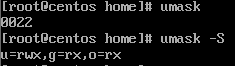 [root@centos home]# umask
0022
[root@centos home]# umask -S
u=rwx,g=rx,o=rx